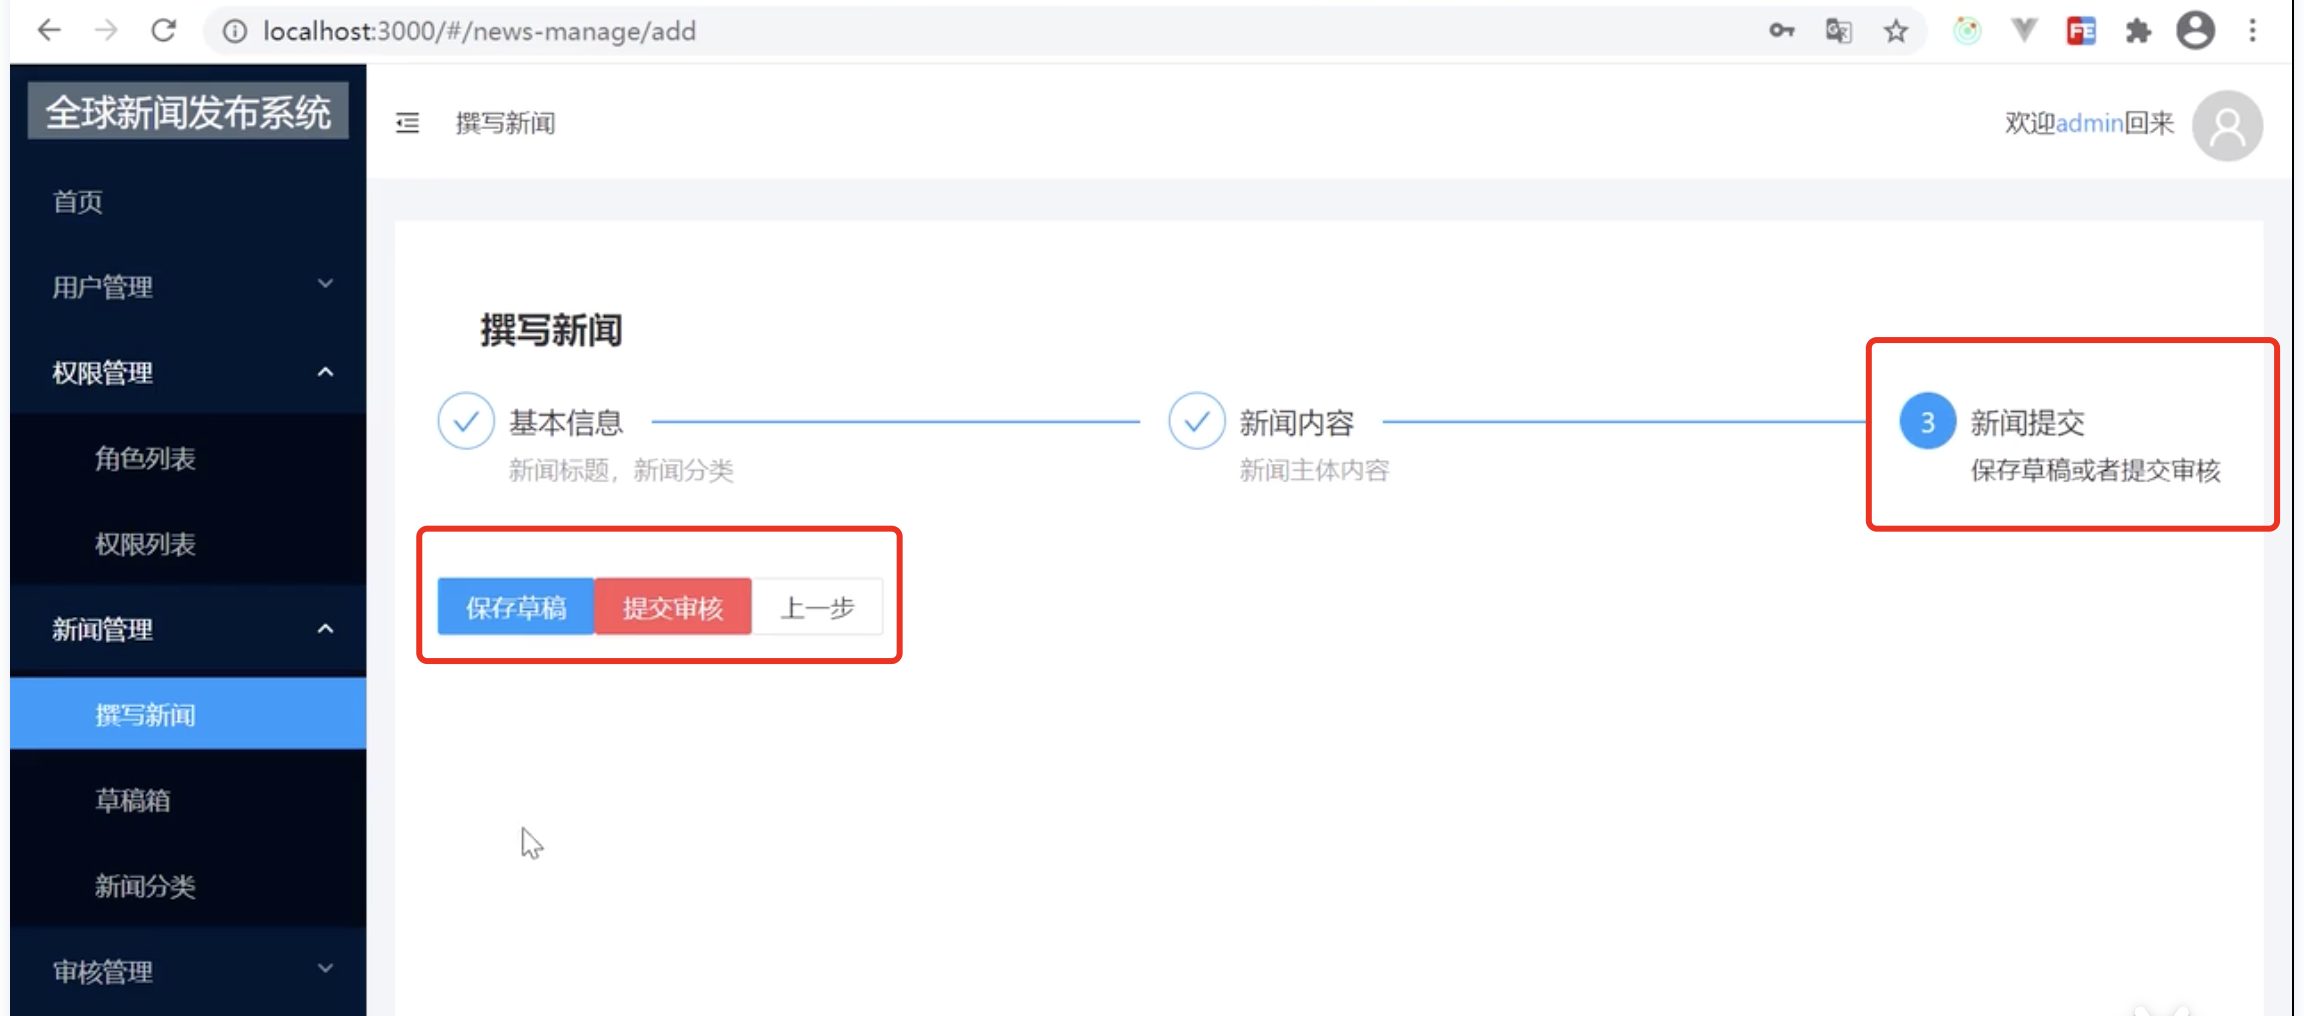 localhost:3000/#/news-manage/add
全球新闻发布系统
撰写新闻
欢迎admin回来
首页
用户管理
权限管理
角色列表
权限列表
新闻管理
撰写新闻
草稿箱
新闻分类
审核管理
撰写新闻
基本信息
新闻标题，新闻分类
新闻内容
新闻主体内容
3
新闻提交
保存草稿或者提交审核
保存草稿
提交审核
上一步